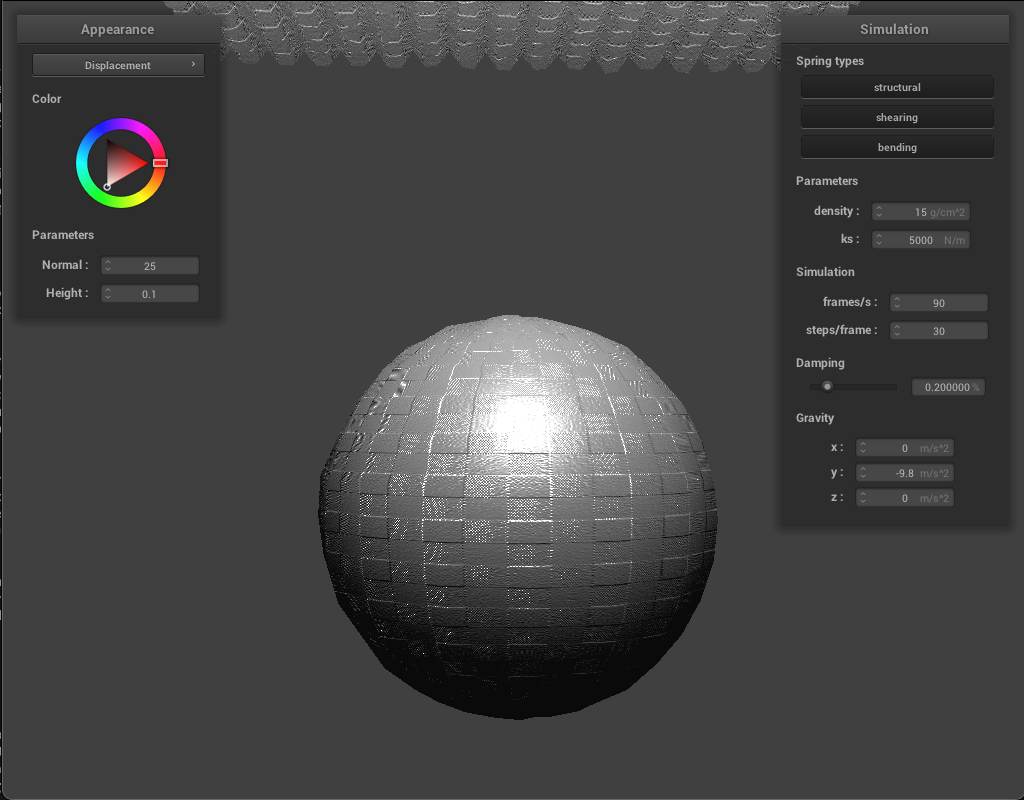 Appearance
Displacement
Color
Parameters
Normal : 25
Height : 0.1
Simulation
Spring types
structural
shearing
bending
Parameters
density : 15 g/cm^2
ks : 5000 N/m
Simulation
frames/s : 90
steps/frame : 30
Damping
0.200000 %
Gravity
x : 0 m/s^2
y : -9.8 m/s^2
z : 0 m/s^2